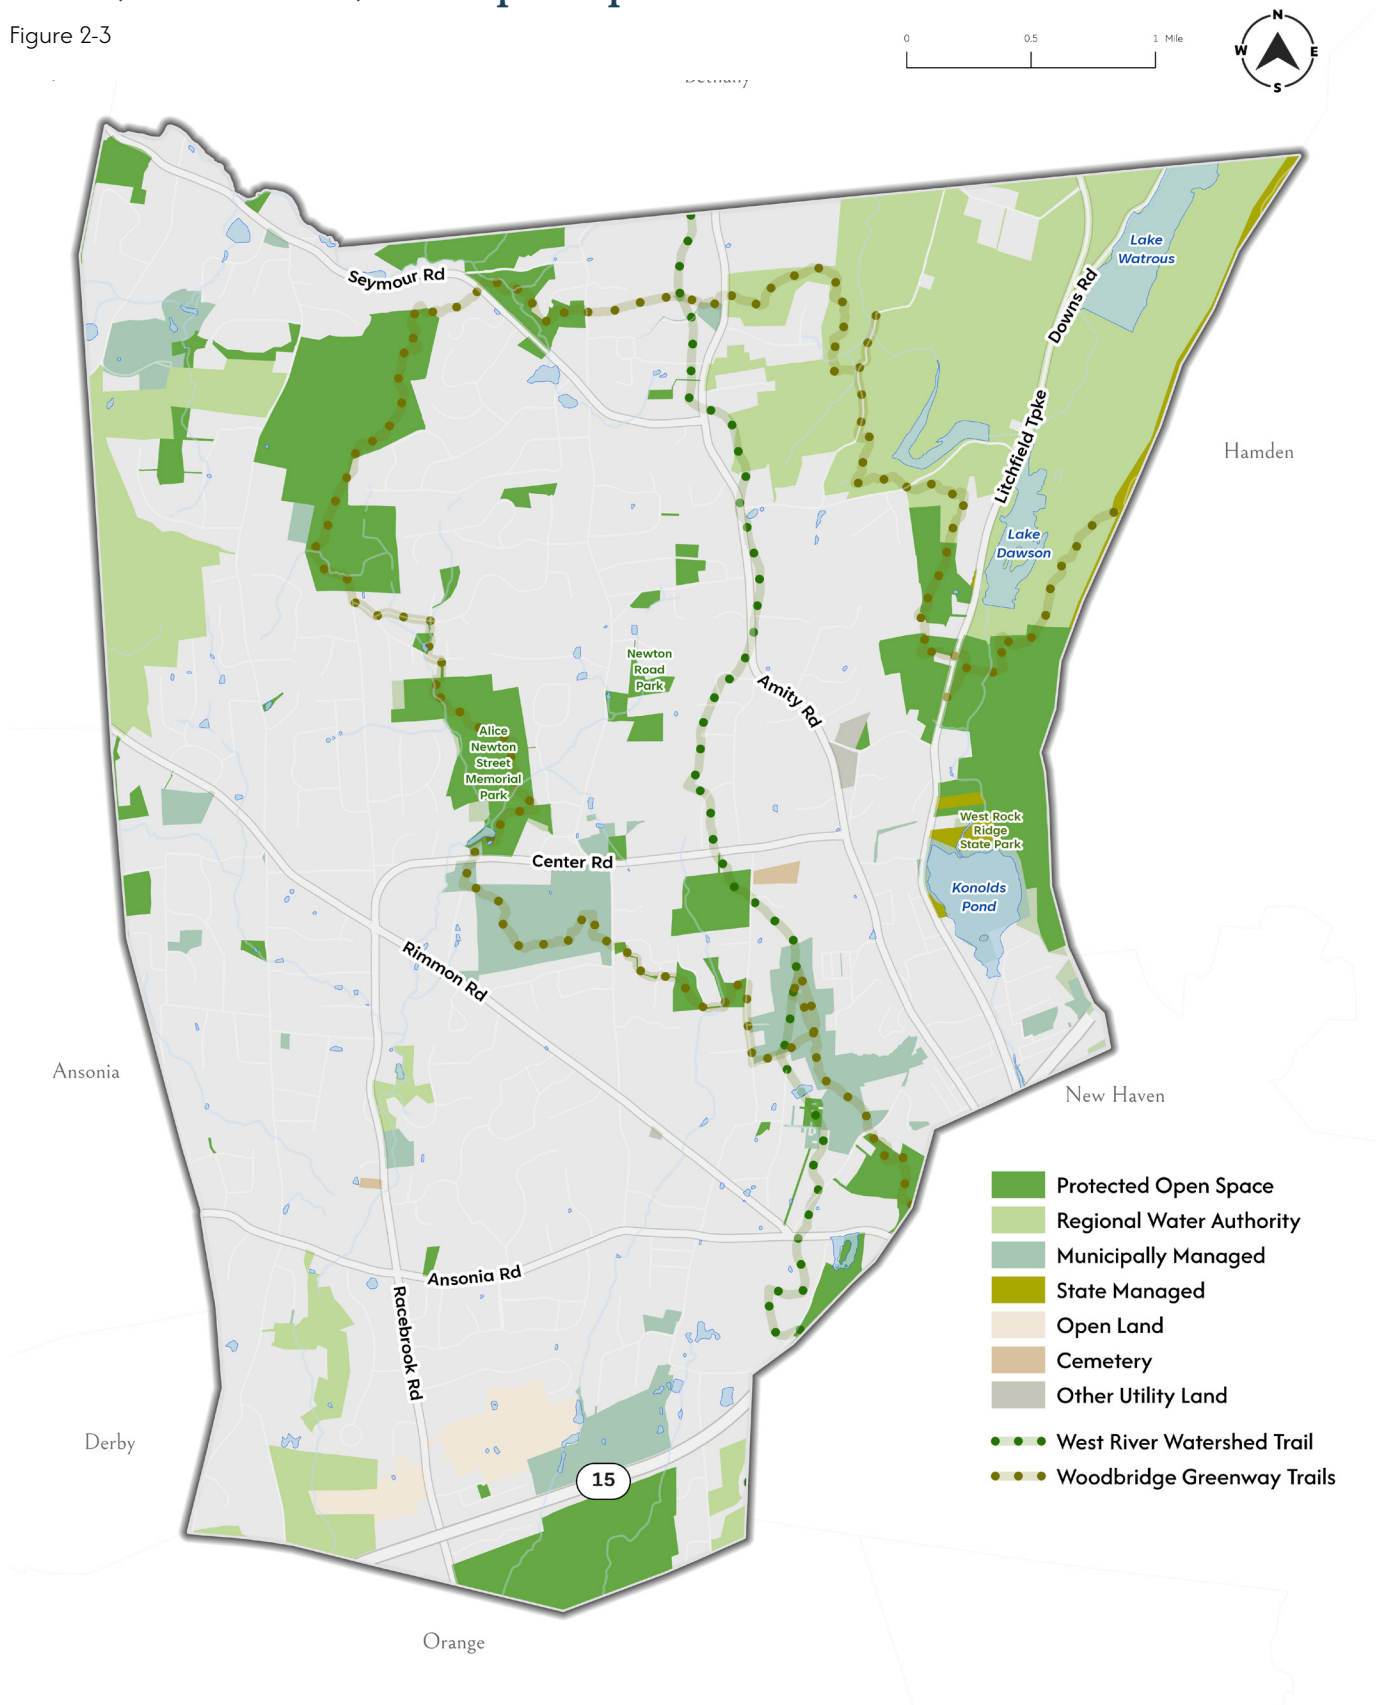 Figure 2-3
0 0.5 1 Mile
N
W E
S
Bethany
Lake
Watrous
Seymour Rd
Downs Rd
Litchfield Tpke
Hamden
Lake
Dawson
Newton
Road
Park
Amity Rd
Alice
Newton
Street
Memorial
Park
West Rock
Ridge
State Park
Center Rd
Konolds
Pond
Rimmon Rd
Ansonia
New Haven
Protected Open Space
Regional Water Authority
Municipally Managed
State Managed
Open Land
Cemetery
Other Utility Land
West River Watershed Trail
Woodbridge Greenway Trails
Ansonia Rd
Racebrook Rd
Derby
15
Orange